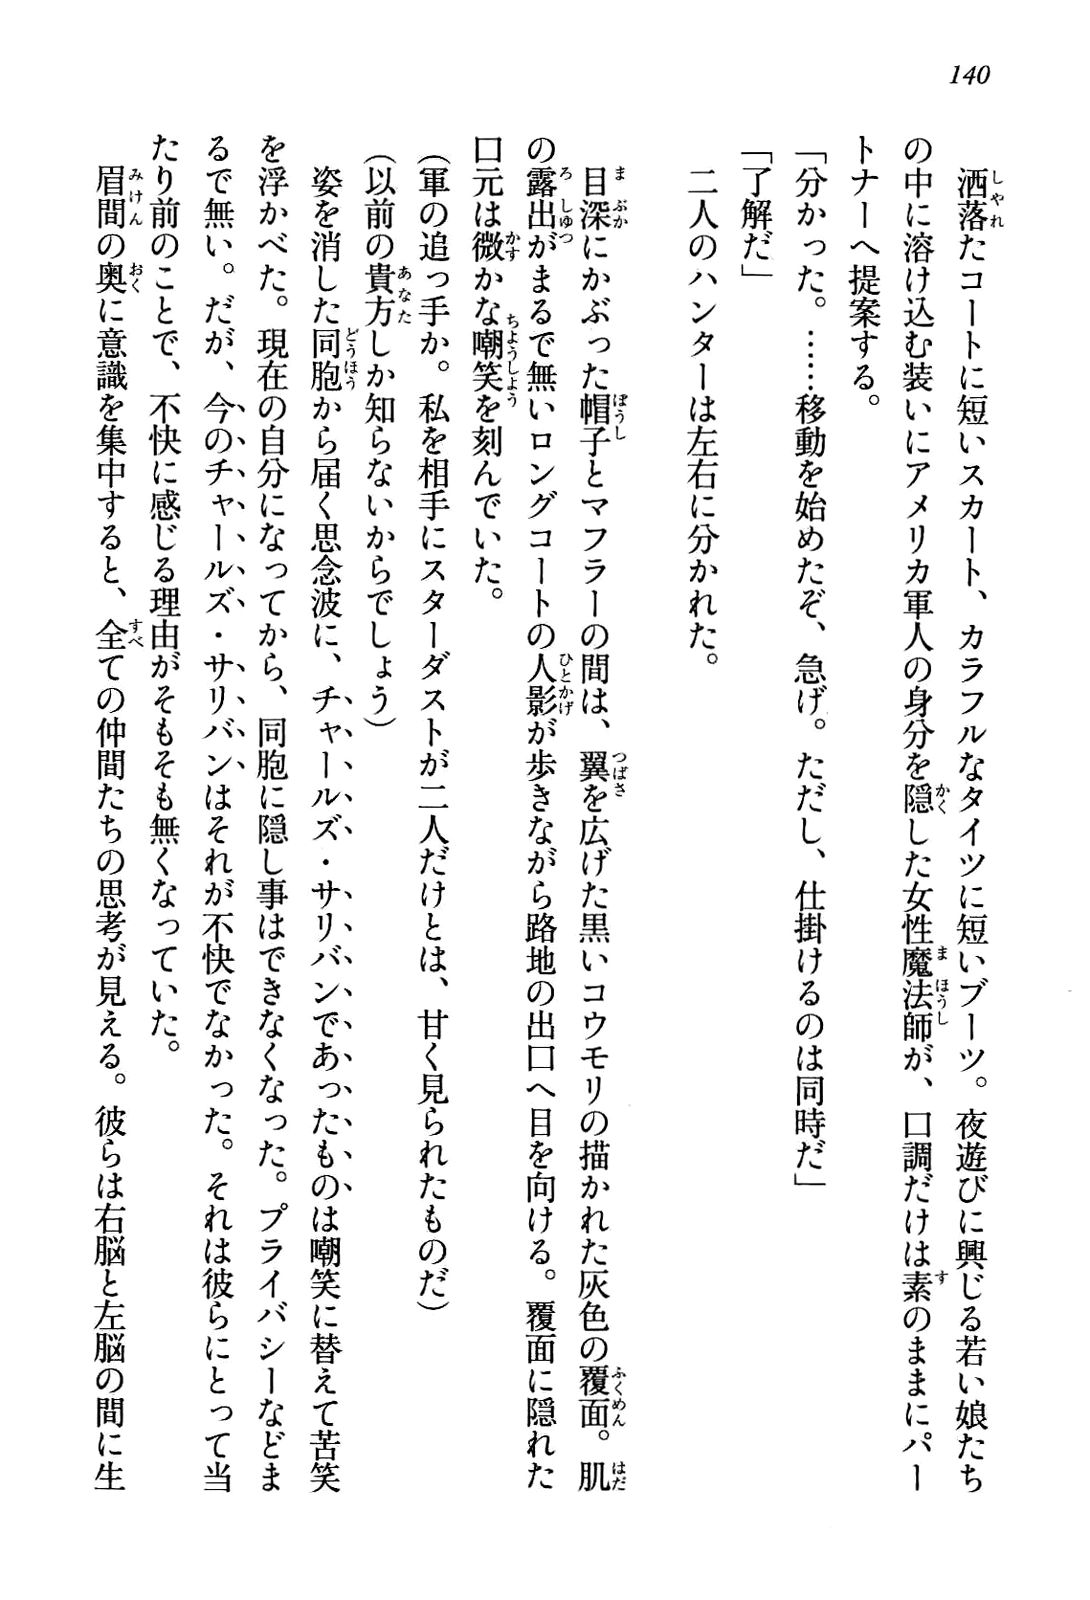 140
洒落たコートに短いスカート、カラフルなタイツに短いブーツ。夜遊びに興じる若い娘たち
の中に溶け込む装いにアメリカ軍人の身分を隠した女性魔法師が、口調だけは素のままにパー
トナーへ提案する。
「分かった。……移動を始めたぞ、急げ。ただし、仕掛けるのは同時だ」
「了解だ」
二人のハンターは左右に分かれた。
目深にかぶった帽子とマフラーの間は、翼を広げた黒いコウモリの描かれた灰色の覆面。肌
の露出がまるで無いロングコートの人影が歩きながら路地の出口へ目を向ける。覆面に隠れた
口元は微かな嘲笑を刻んでいた。
（軍の追っ手か。私を相手にスターダストが二人だけとは、甘く見られたものだ）
（以前の貴方しか知らないからでしょう）
姿を消した同胞から届く思念波に、チャールズ・サリバンであったものは嘲笑に替えて苦笑
を浮かべた。現在の自分になってから、同胞に隠し事はできなくなった。プライバシーなどま
るで無い。だが、今のチャールズ・サリバンはそれが不快でなかった。それは彼らにとって当
たり前のことで、不快に感じる理由がそもそも無くなっていた。
眉間の奥に意識を集中すると、全ての仲間たちの思考が見える。彼らは右脳と左脳の間に生